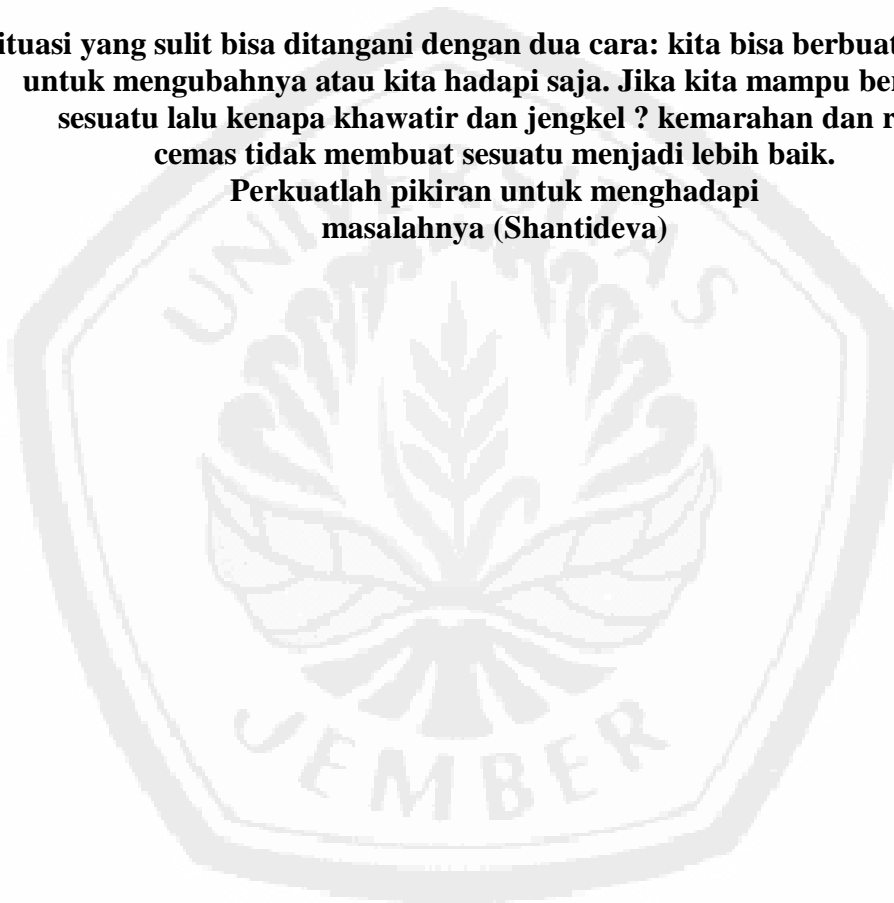 ituasi yang sulit bisa ditangani dengan dua cara: kita bisa berbuat
untuk mengubahnya atau kita hadapi saja. Jika kita mampu be
sesuatu lalu kenapa khawatir dan jengkel ? kemarahan dan r
cemas tidak membuat sesuatu menjadi lebih baik.
Perkuatlah pikiran untuk menghadapi
masalahnya (Shantideva)
UNIVERSITAS
JEMBER